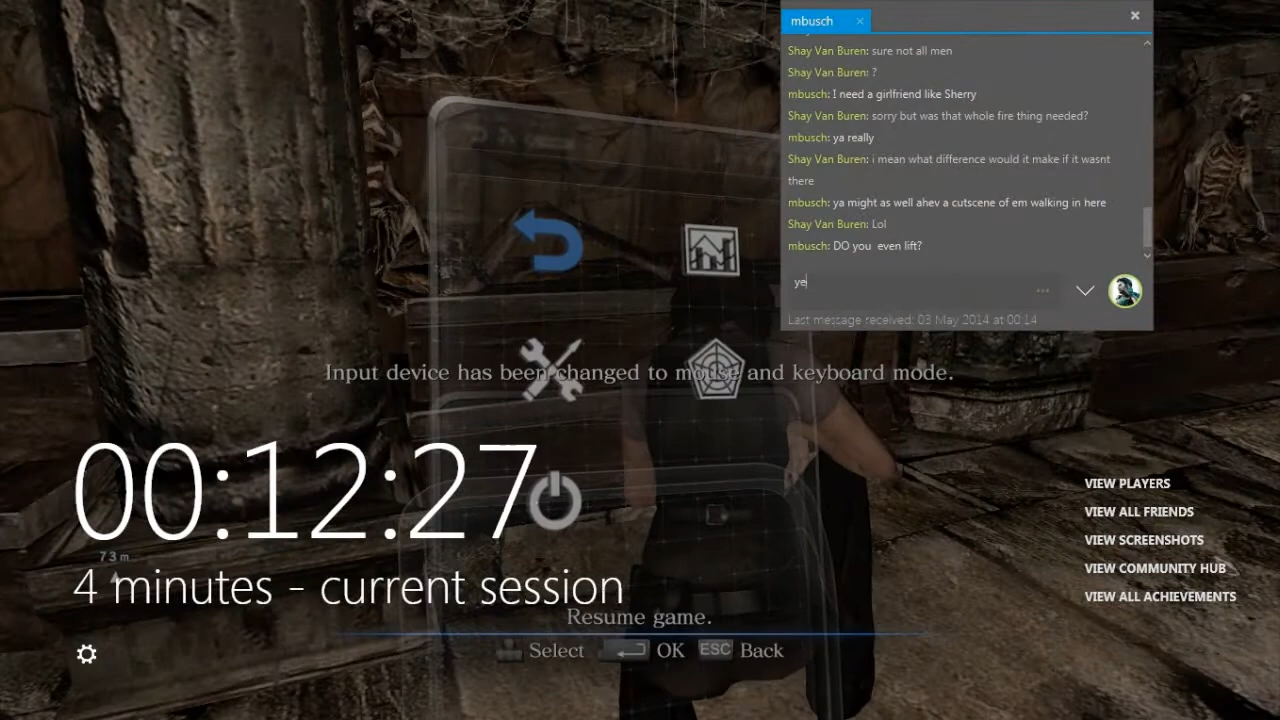 mbusch
Shay Van Buren: sure not all men
Shay Van Buren: ?
mbusch: I need a girlfriend like Sherry
Shay Van Buren: sorry but was that whole fire thing needed?
mbusch: ya really
Shay Van Buren: i mean what difference would it make if it wasnt
there
mbusch: ya might as well ahev a cutscene of em walking in here
Shay Van Buren: Lol
mbusch: DO you  even lift?
ye
Last message received: 03 May 2014 at 00:14
Input device has been changed to mouse and keyboard mode.
00:12:27
73m
4 minutes - current session
VIEW PLAYERS
VIEW ALL FRIENDS
VIEW SCREENSHOTS
VIEW COMMUNITY HUB
VIEW ALL ACHIEVEMENTS
Resume game.
Select OK ESC Back